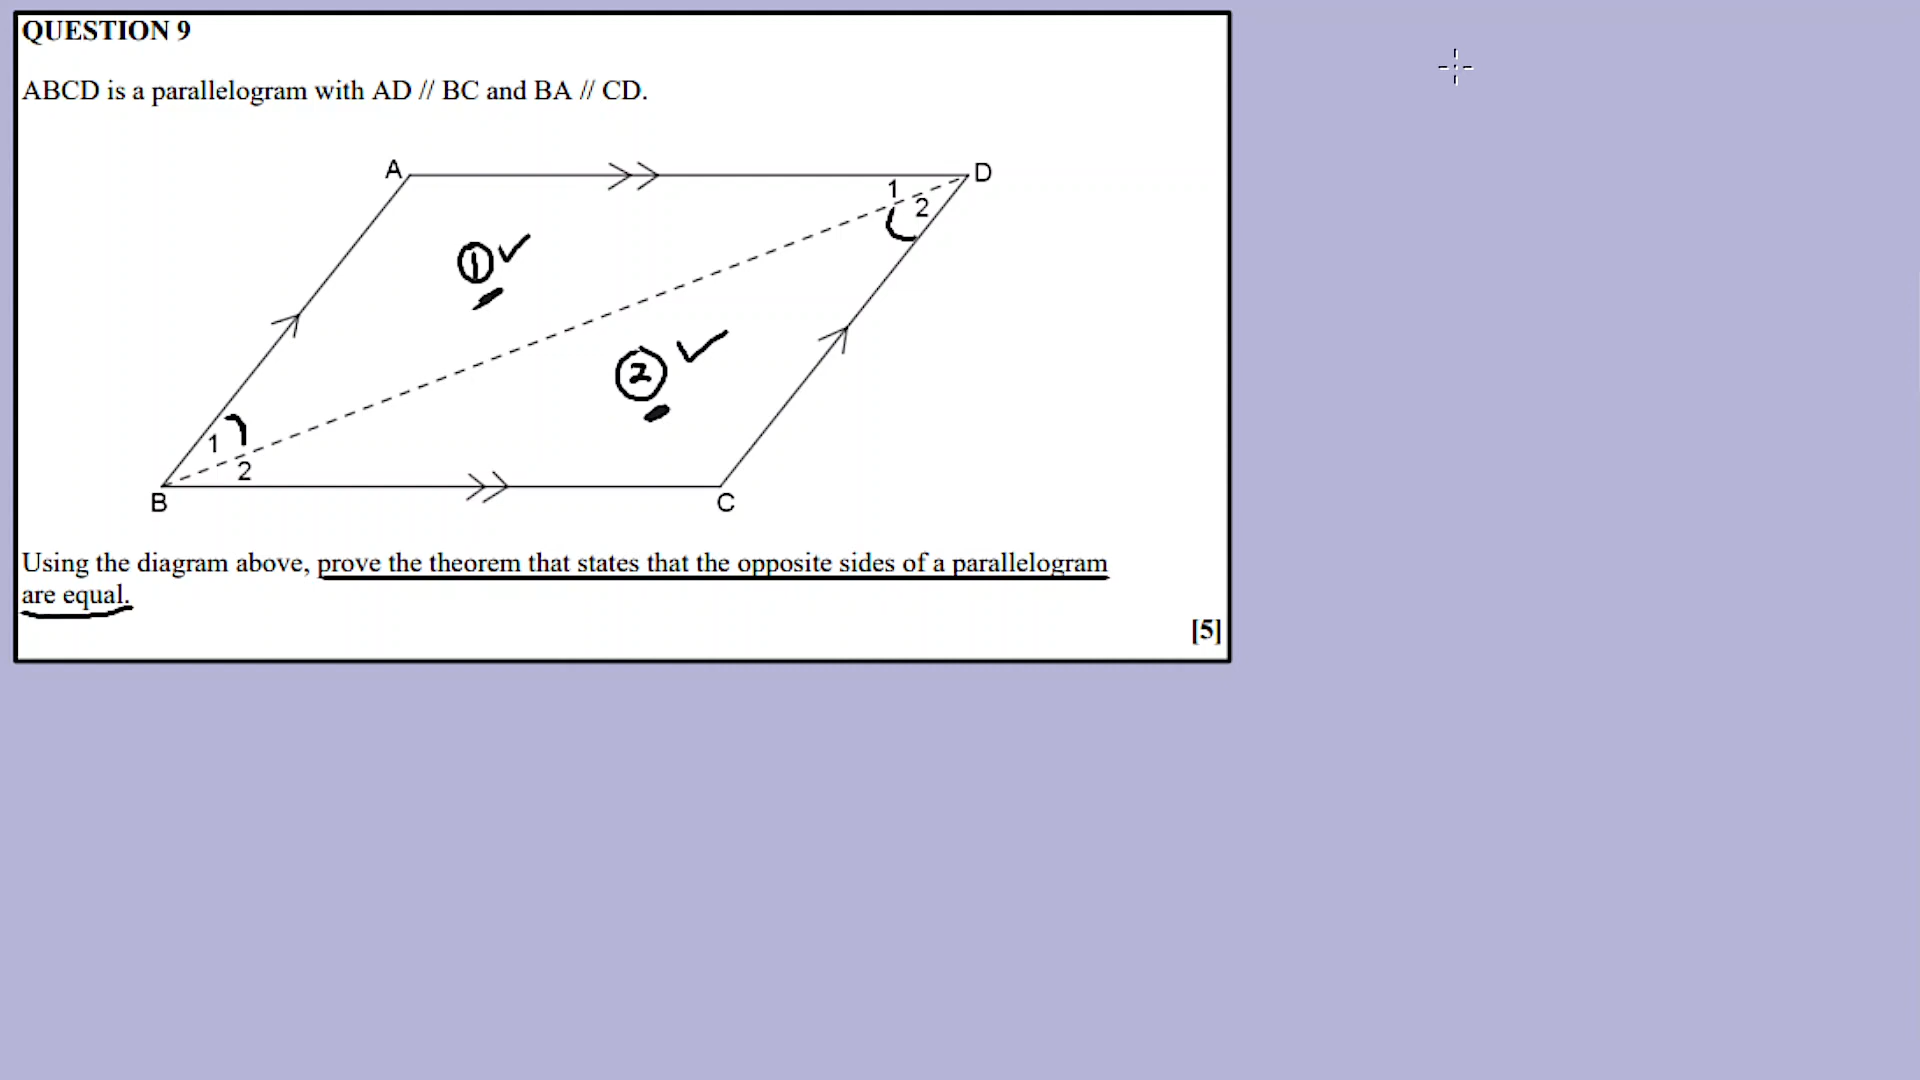 QUESTION 9
ABCD is a parallelogram with AD // BC and BA // CD.
A
D
1
2
①
②
1
2
B
C
Using the diagram above, prove the theorem that states that the opposite sides of a parallelogram
are equal.
[5]